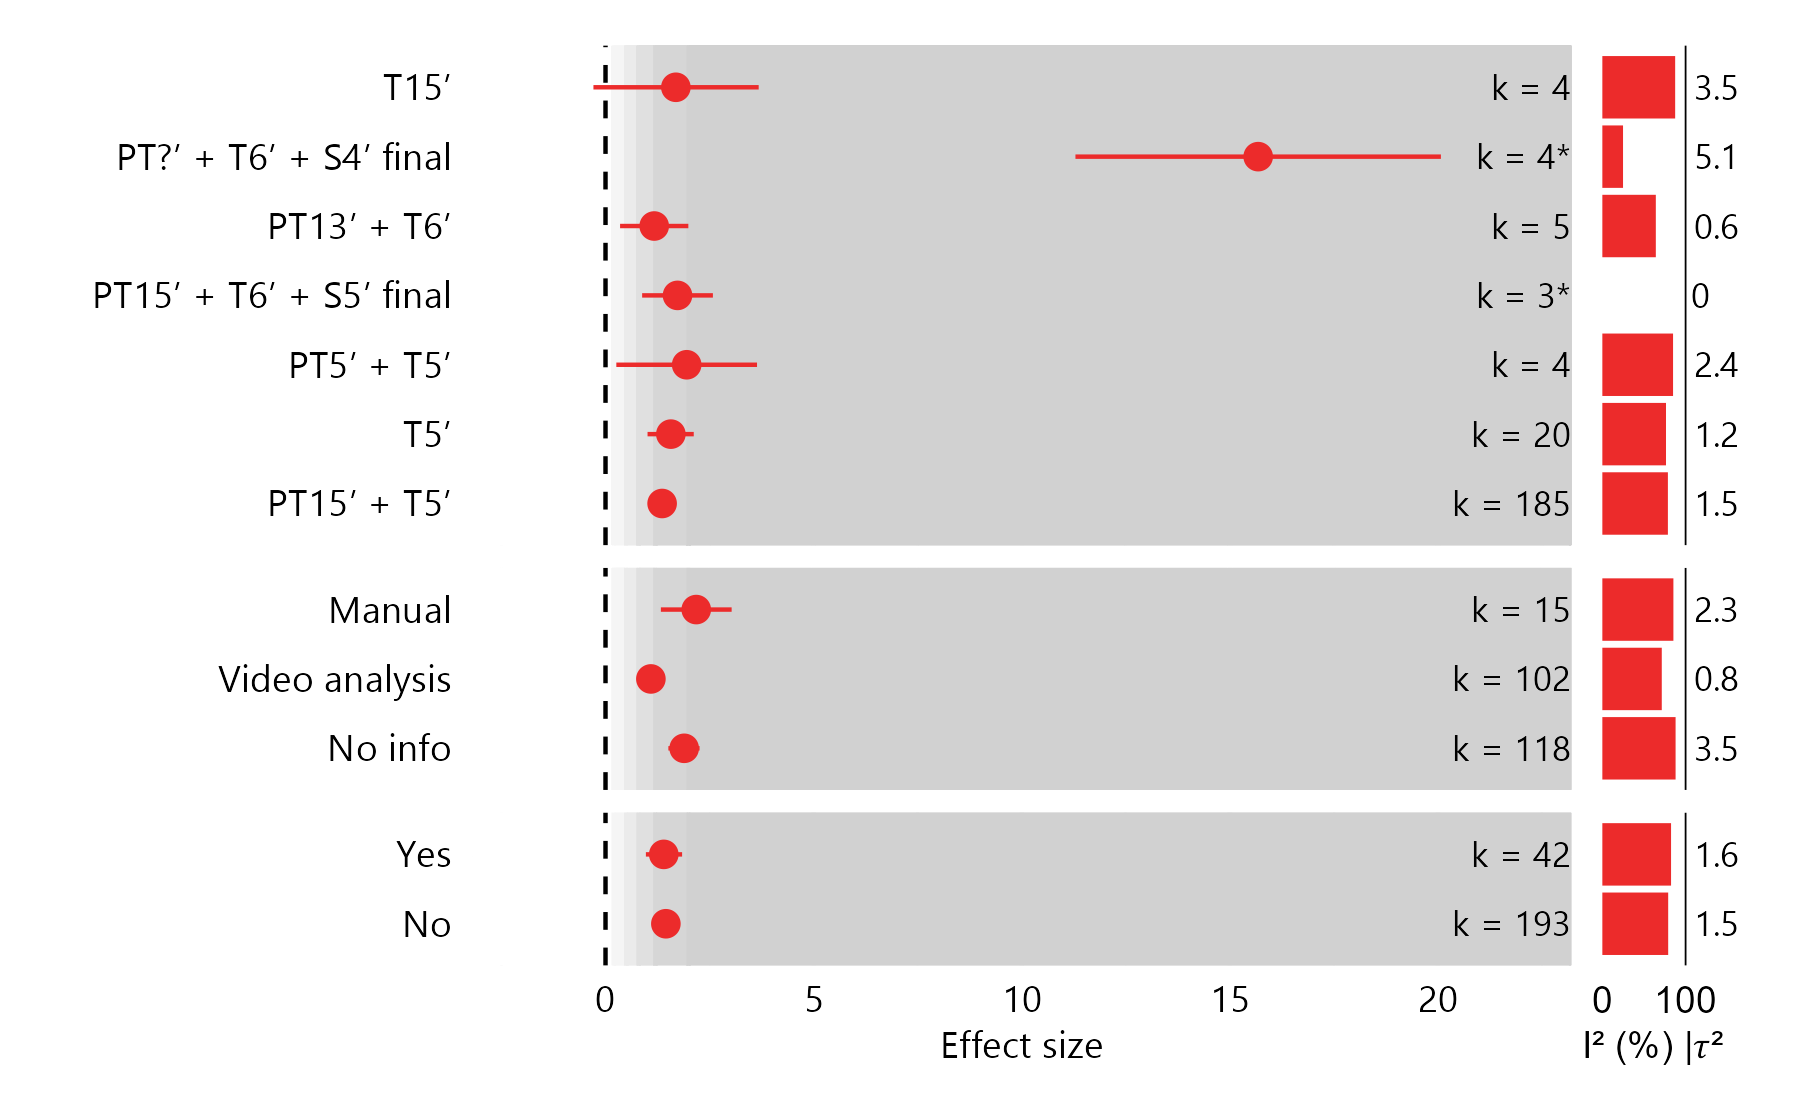 T15′ k = 4 3.5
PT?′ + T6′ + S4′ final k = 4* 5.1
PT13′ + T6′ k = 5 0.6
PT15′ + T6′ + S5′ final k = 3* 0
PT5′ + T5′ k = 4 2.4
T5′ k = 20 1.2
PT15′ + T5′ k = 185 1.5
Manual k = 15 2.3
Video analysis k = 102 0.8
No info k = 118 3.5
Yes k = 42 1.6
No k = 193 1.5
0 5 10 15 20 0 100
Effect size I² (%) |τ²